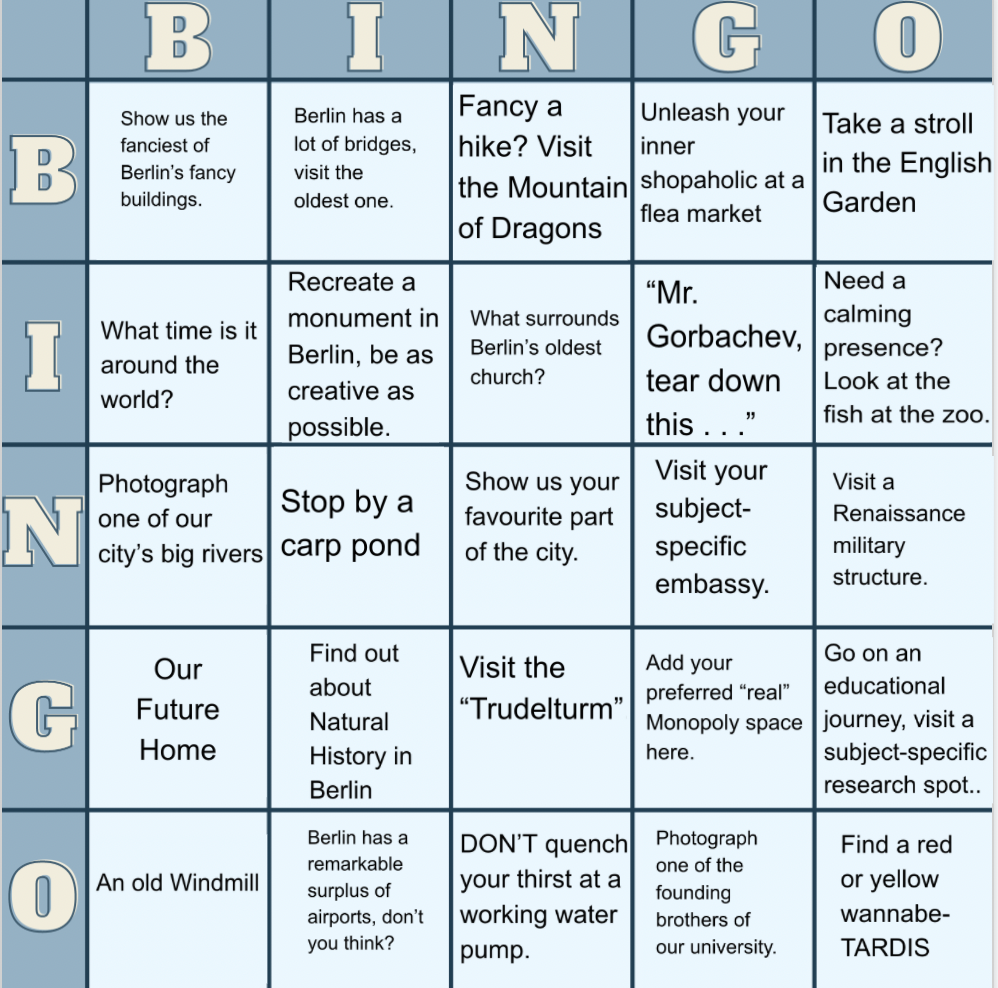 B I N G O
B
Show us the
fanciest of
Berlin's fancy
buildings.
Berlin has a
lot of bridges,
visit the
oldest one.
Fancy a
hike? Visit
the Mountain
of Dragons
Unleash your
inner
shopaholic at a
flea market
Take a stroll
in the English
Garden
I
What time is it
around the
world?
Recreate a
monument in
Berlin, be as
creative as
possible.
What surrounds
Berlin's oldest
church?
“Mr.
Gorbachev,
tear down
this . . .”
Need a
calming
presence?
Look at the
fish at the zoo.
N
Photograph
one of our
city's big rivers
Stop by a
carp pond
Show us your
favourite part
of the city.
Visit your
subject-
specific
embassy.
Visit a
Renaissance
military
structure.
G
Our
Future
Home
Find out
about
Natural
History in
Berlin
Visit the
“Trudelturm”
Add your
preferred “real”
Monopoly space
here.
Go on an
educational
journey, visit a
subject-specific
research spot..
O
An old Windmill
Berlin has a
remarkable
surplus of
airports, don't
you think?
DON'T quench
your thirst at a
working water
pump.
Photograph
one of the
founding
brothers of
our university.
Find a red
or yellow
wannabe-
TARDIS